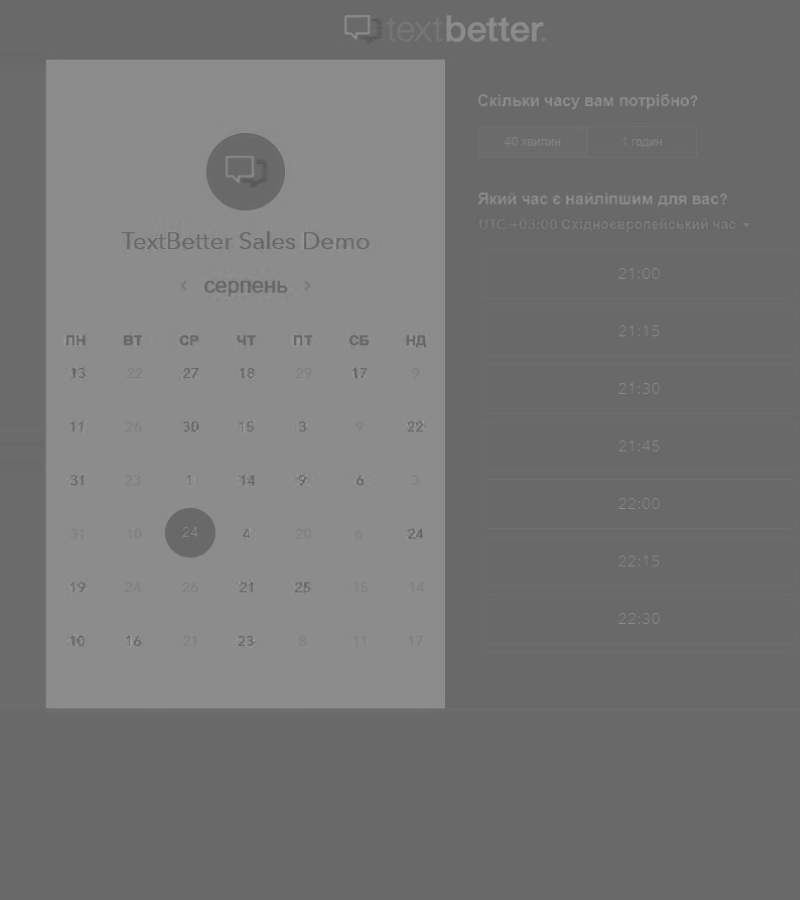 textbetter.
TextBetter Sales Demo
серпень
ПН ВТ СР ЧТ ПТ СБ НД
13 22 27 18 29 17 9
11 26 30 15 3 9 22
31 23 1 14 9 6 3
31 10 24 4 20 6 24
19 24 26 21 25 15 14
10 16 21 23 8 11 17
Скільки часу вам потрібно?
40 хвилин 1 годин
Який час є найліпшим для вас?
UTC +03:00 Східноєвропейський час
21:00
21:15
21:30
21:45
22:00
22:15
22:30